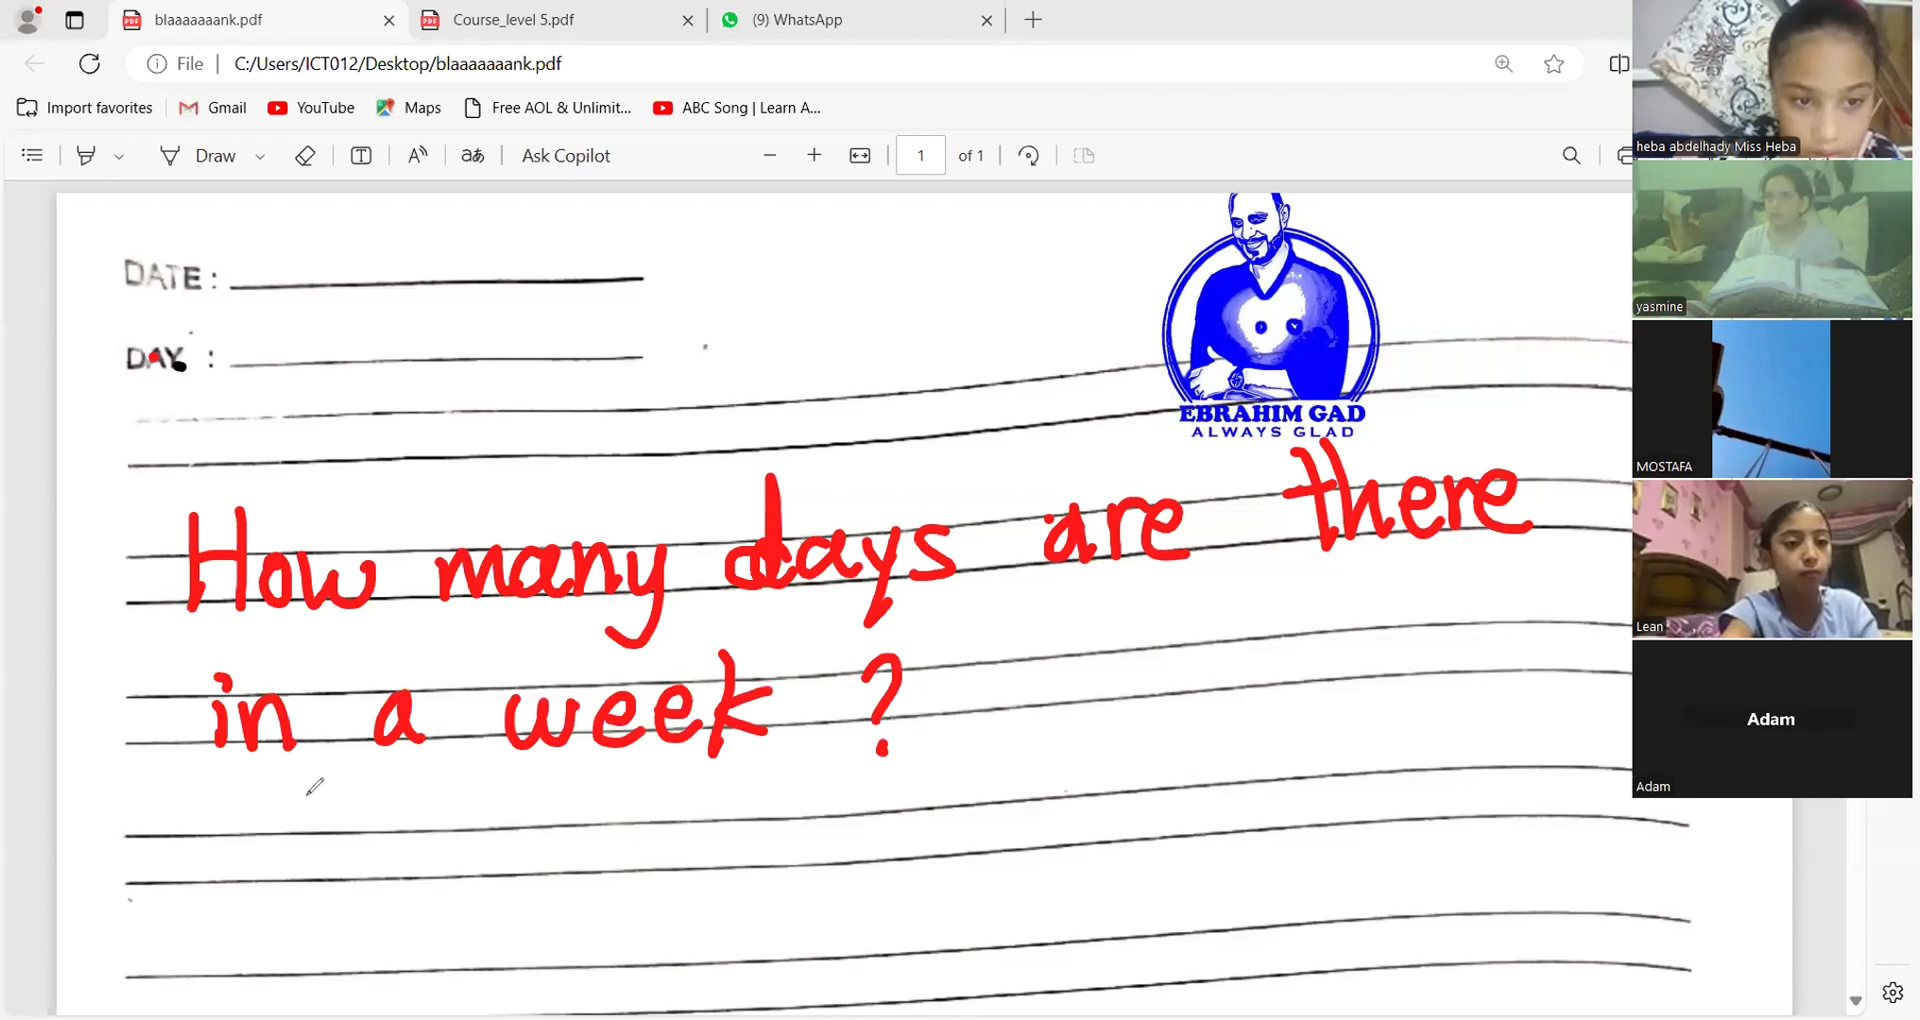 blaaaaaaank.pdf
Course_level 5.pdf
(9) WhatsApp
File C:/Users/ICT012/Desktop/blaaaaaaank.pdf
Import favorites
Gmail
YouTube
Maps
Free AOL & Unlimit...
ABC Song | Learn A...
Draw
Ask Copilot
1 of 1
heba abdelhady Miss Heba
yasmine
MOSTAFA
Lean
Adam
Adam
DATE :
DAY :
EBRAHIM GAD
ALWAYS GLAD
How many days are there
in a week ?